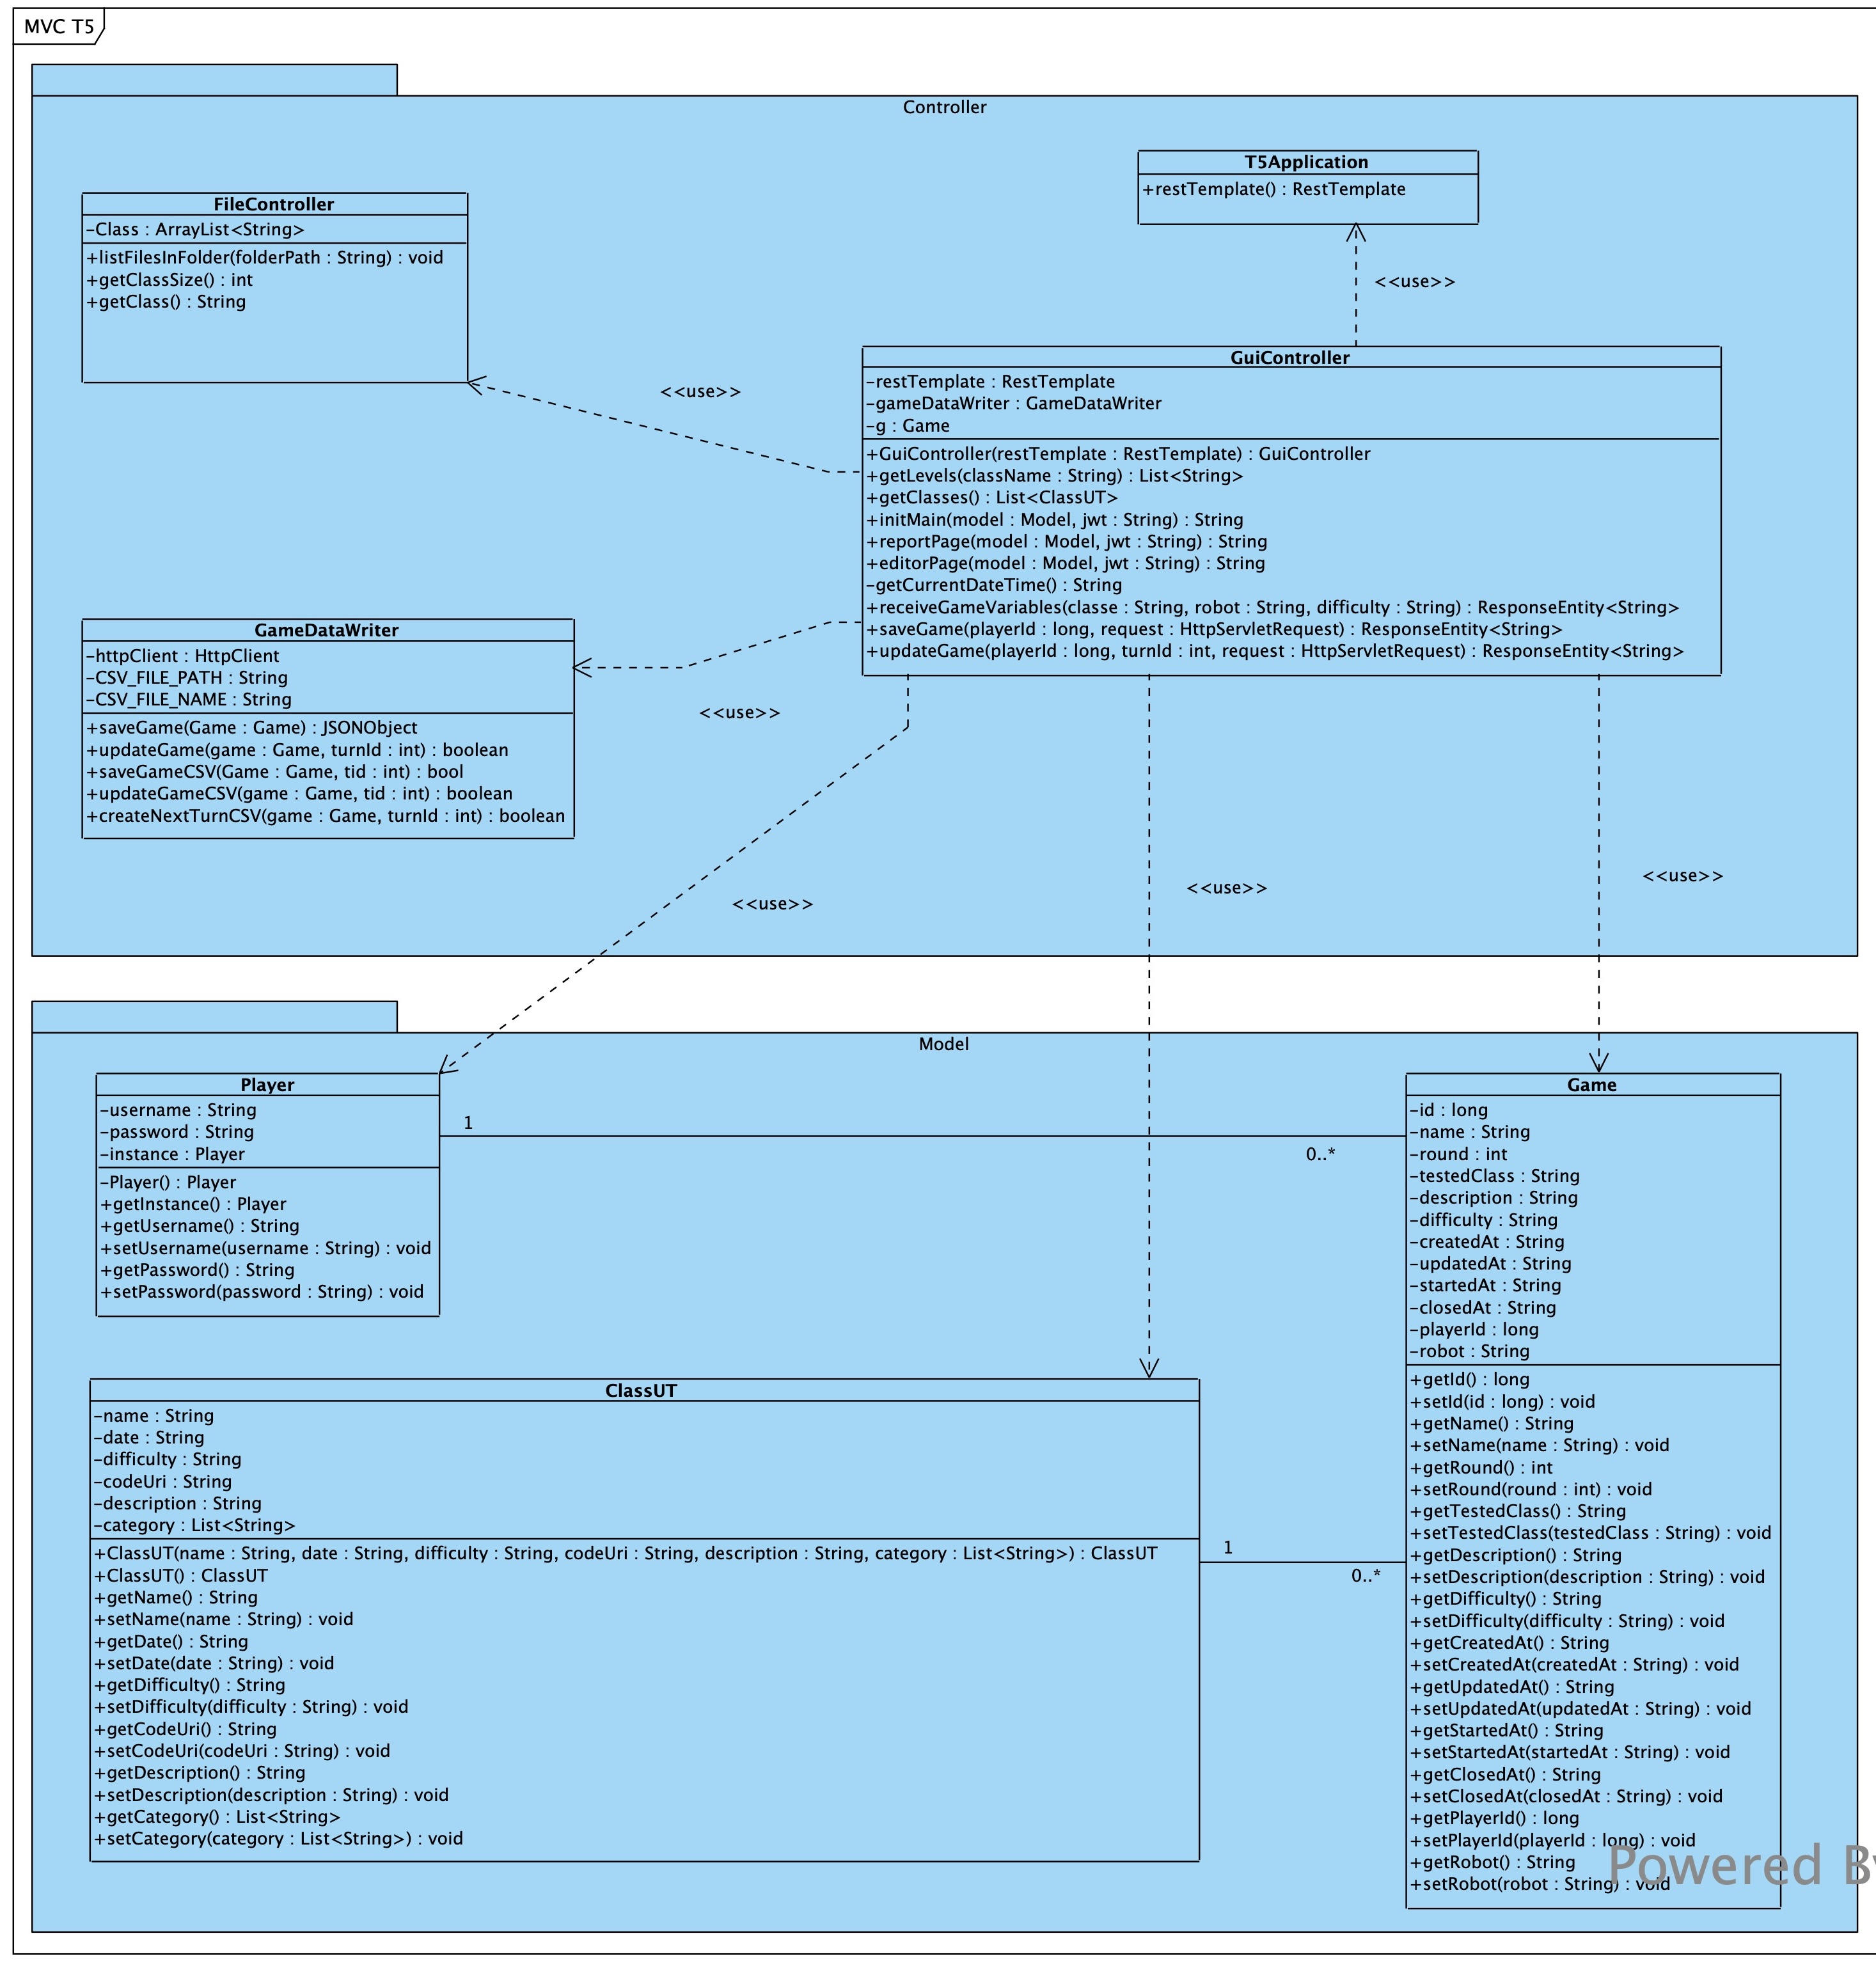 MVC T5
Controller
T5Application
+restTemplate() : RestTemplate
FileController
-Class : ArrayList<String>
+listFilesInFolder(folderPath : String) : void
+getClassSize() : int
+getClass() : String
<<use>>
<<use>>
GuiController
-restTemplate : RestTemplate
-gameDataWriter : GameDataWriter
-g : Game
+GuiController(restTemplate : RestTemplate) : GuiController
+getLevels(className : String) : List<String>
+getClasses() : List<ClassUT>
+initMain(model : Model, jwt : String) : String
+reportPage(model : Model, jwt : String) : String
+editorPage(model : Model, jwt : String) : String
-getCurrentDateTime() : String
+receiveGameVariables(classe : String, robot : String, difficulty : String) : ResponseEntity<String>
+saveGame(playerId : long, request : HttpServletRequest) : ResponseEntity<String>
+updateGame(playerId : long, turnId : int, request : HttpServletRequest) : ResponseEntity<String>
GameDataWriter
-httpClient : HttpClient
-CSV_FILE_PATH : String
-CSV_FILE_NAME : String
+saveGame(Game : Game) : JSONObject
+updateGame(game : Game, turnId : int) : boolean
+saveGameCSV(Game : Game, tid : int) : bool
+updateGameCSV(game : Game, tid : int) : boolean
+createNextTurnCSV(game : Game, turnId : int) : boolean
<<use>>
<<use>>
<<use>>
<<use>>
Model
Player
-username : String
-password : String
-instance : Player
-Player() : Player
+getInstance() : Player
+getUsername() : String
+setUsername(username : String) : void
+getPassword() : String
+setPassword(password : String) : void
1
0..*
Game
-id : long
-name : String
-round : int
-testedClass : String
-description : String
-difficulty : String
-createdAt : String
-updatedAt : String
-startedAt : String
-closedAt : String
-playerId : long
-robot : String
+getId() : long
+setId(id : long) : void
+getName() : String
+setName(name : String) : void
+getRound() : int
+setRound(round : int) : void
+getTestedClass() : String
+setTestedClass(testedClass : String) : void
+getDescription() : String
+setDescription(description : String) : void
+getDifficulty() : String
+setDifficulty(difficulty : String) : void
+getCreatedAt() : String
+setCreatedAt(createdAt : String) : void
+getUpdatedAt() : String
+setUpdatedAt(updatedAt : String) : void
+getStartedAt() : String
+setStartedAt(startedAt : String) : void
+getClosedAt() : String
+setClosedAt(closedAt : String) : void
+getPlayerId() : long
+setPlayerId(playerId : long) : void
+getRobot() : String
+setRobot(robot : String) : void
ClassUT
-name : String
-date : String
-difficulty : String
-codeUri : String
-description : String
-category : List<String>
+ClassUT(name : String, date : String, difficulty : String, codeUri : String, description : String, category : List<String>) : ClassUT
+ClassUT() : ClassUT
+getName() : String
+setName(name : String) : void
+getDate() : String
+setDate(date : String) : void
+getDifficulty() : String
+setDifficulty(difficulty : String) : void
+getCodeUri() : String
+setCodeUri(codeUri : String) : void
+getDescription() : String
+setDescription(description : String) : void
+getCategory() : List<String>
+setCategory(category : List<String>) : void
1
0..*
Powered